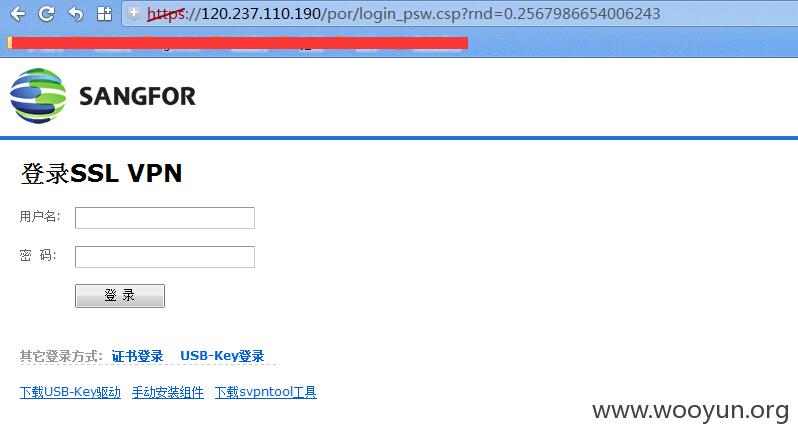 https://120.237.110.190/por/login_psw.csp?rnd=0.2567986654006243
SANGFOR
登录SSL VPN
用户名:
密 码:
登 录
其它登录方式: 证书登录 USB-Key登录
下载USB-Key驱动 手动安装组件 下载svpntool工具
www.wooyun.org